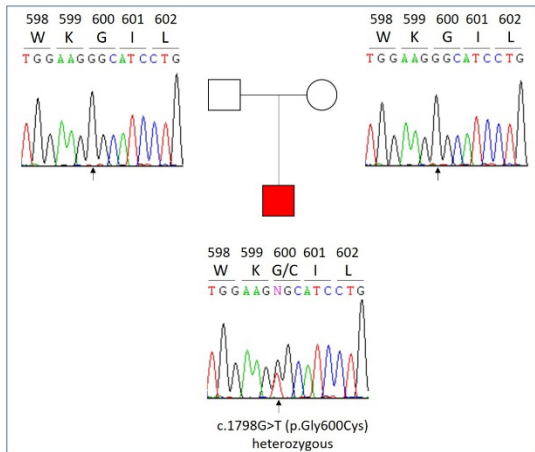 598 599 600 601 602
W K G I L
TGGAAGGGCATCCTG
598 599 600 601 602
W K G I L
TGGAAGGGCATCCTG
598 599 600 601 602
W K G/C I L
TGGAAGNGCATCCTG
c.1798G>T (p.Gly600Cys)
heterozygous